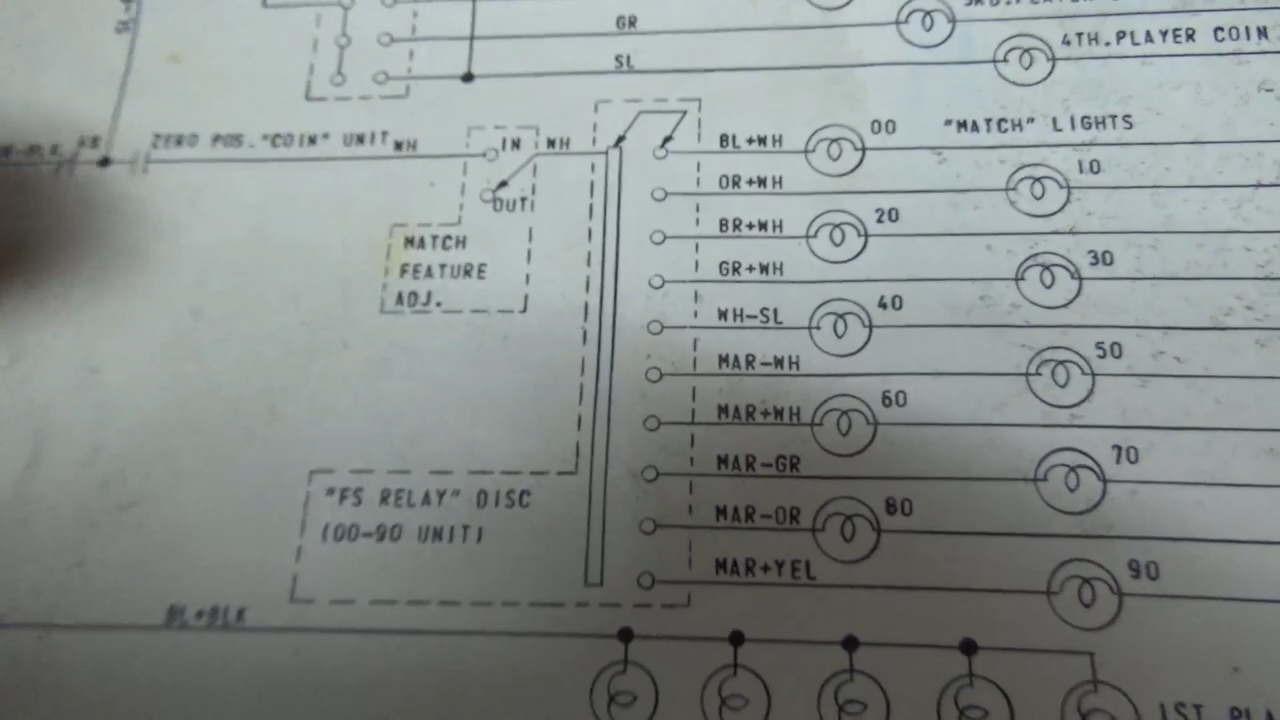 GR
4TH.PLAYER COIN
SL
ZERO POS. "COIN" UNIT WH
IN
WH
OUT
MATCH
FEATURE
ADJ.
BL+WH
00
"MATCH" LIGHTS
OR+WH
10
BR+WH
20
GR+WH
30
WH-SL
40
MAR-WH
50
MAR+WH
60
MAR-GR
70
MAR-OR
80
MAR+YEL
90
"FS RELAY" DISC
(00-90 UNIT)
BL+BLK
1ST